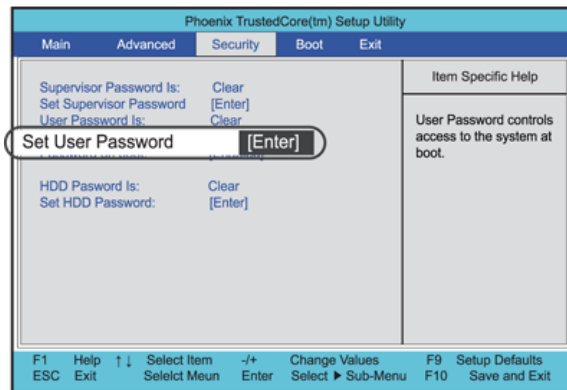 Phoenix TrustedCore(tm) Setup Utility
Main Advanced Security Boot Exit
Item Specific Help
Supervisor Password Is: Clear
Set Supervisor Password [Enter]
User Password Is: Clear
Set User Password [Enter]
HDD Pasword Is: Clear
Set HDD Password: [Enter]
User Password controls
access to the system at
boot.
F1 Help ↑↓ Select Item -/+ Change Values F9 Setup Defaults
ESC Exit Selelct Meun Enter Select ▶ Sub-Menu F10 Save and Exit